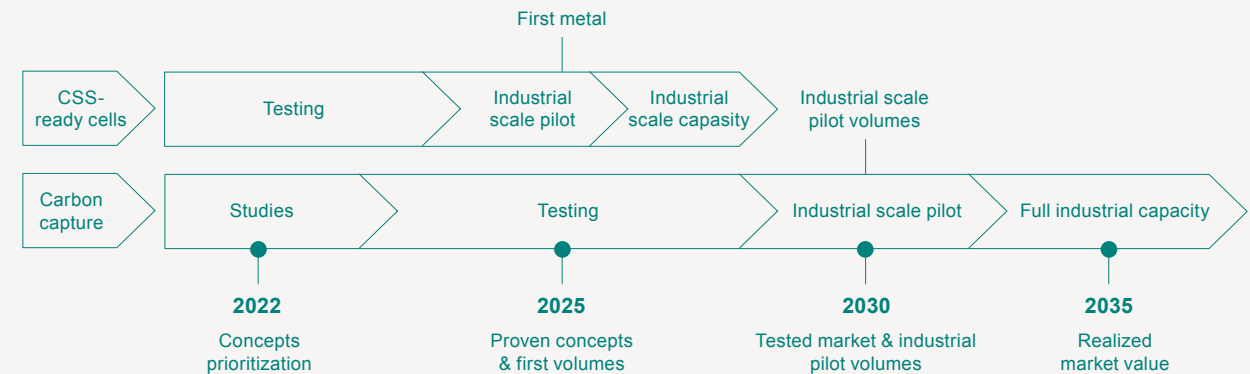 First metal
CSS-
ready cells
Testing
Industrial
scale pilot
Industrial
scale capasity
Industrial scale
pilot volumes
Carbon
capture
Studies
Testing
Industrial scale pilot
Full industrial capacity
2022
Concepts
prioritization
2025
Proven concepts
& first volumes
2030
Tested market & industrial
pilot volumes
2035
Realized
market value